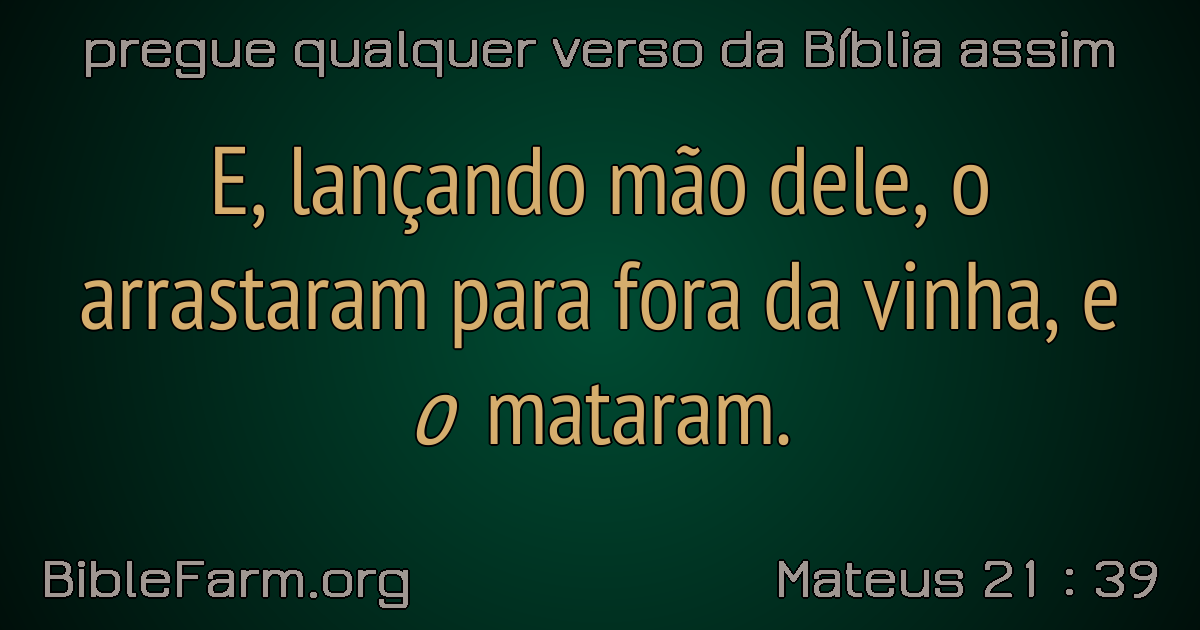 pregue qualquer verso da Bíblia assim
E, lançando mão dele, o
arrastaram para fora da vinha, e
o mataram.
BibleFarm.org
Mateus 21 : 39